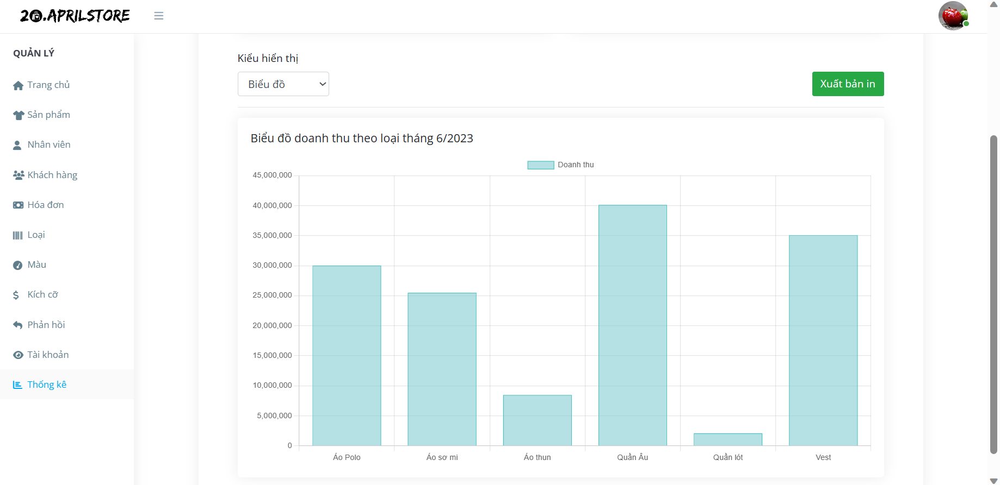 20.APRILSTORE
QUẢN LÝ
Trang chủ
Sản phẩm
Nhân viên
Khách hàng
Hóa đơn
Loại
Màu
Kích cỡ
Phản hồi
Tài khoản
Thống kê
Kiểu hiển thị
Biểu đồ
Xuất bản in
Biểu đồ doanh thu theo loại tháng 6/2023
Doanh thu
45,000,000
40,000,000
35,000,000
30,000,000
25,000,000
20,000,000
15,000,000
10,000,000
5,000,000
0
Áo Polo
Áo sơ mi
Áo thun
Quần Âu
Quần lót
Vest